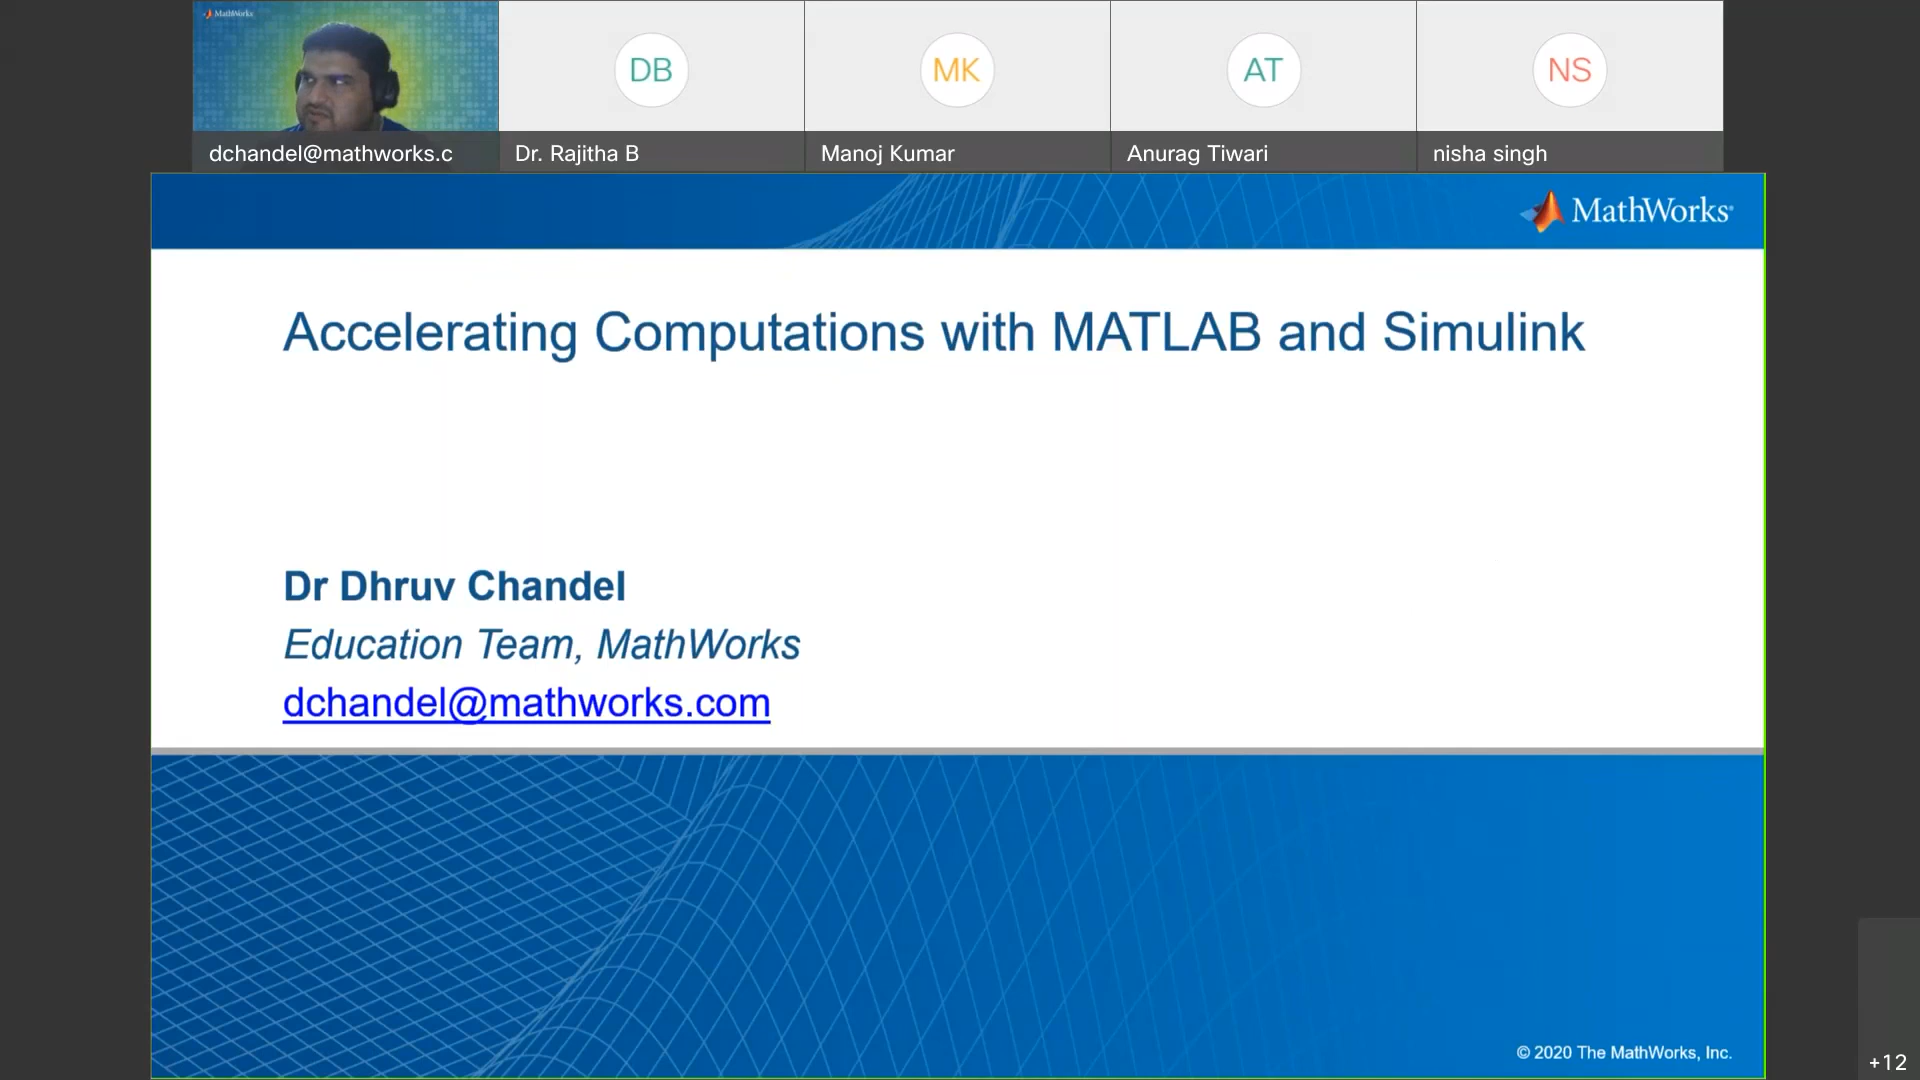 MathWorks
DB
MK
AT
NS
dchandel@mathworks.c
Dr. Rajitha B
Manoj Kumar
Anurag Tiwari
nisha singh
MathWorks®
Accelerating Computations with MATLAB and Simulink
Dr Dhruv Chandel
Education Team, MathWorks
dchandel@mathworks.com
© 2020 The MathWorks, Inc.
+12